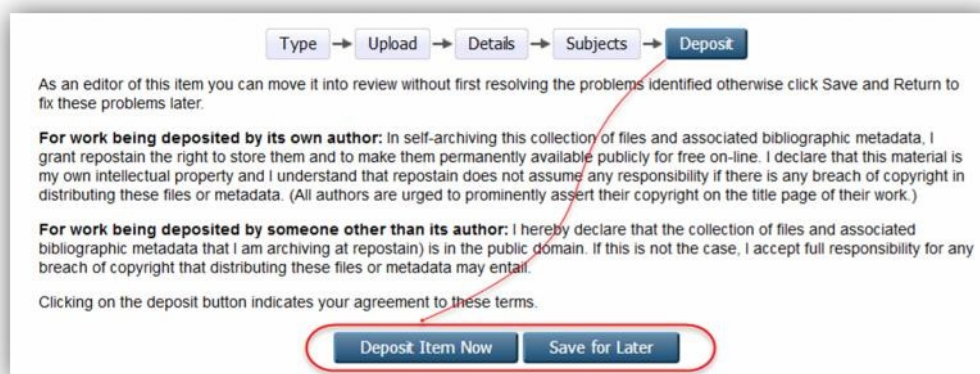 Type → Upload → Details → Subjects → Deposit
As an editor of this item you can move it into review without first resolving the problems identified otherwise click Save and Return to
fix these problems later.
For work being deposited by its own author: In self-archiving this collection of files and associated bibliographic metadata, I
grant repostain the right to store them and to make them permanently available publicly for free on-line. I declare that this material is
my own intellectual property and I understand that repostain does not assume any responsibility if there is any breach of copyright in
distributing these files or metadata. (All authors are urged to prominently assert their copyright on the title page of their work.)
For work being deposited by someone other than its author: I hereby declare that the collection of files and associated
bibliographic metadata that I am archiving at repostain) is in the public domain. If this is not the case, I accept full responsibility for any
breach of copyright that distributing these files or metadata may entail.
Clicking on the deposit button indicates your agreement to these terms.
Deposit Item Now Save for Later